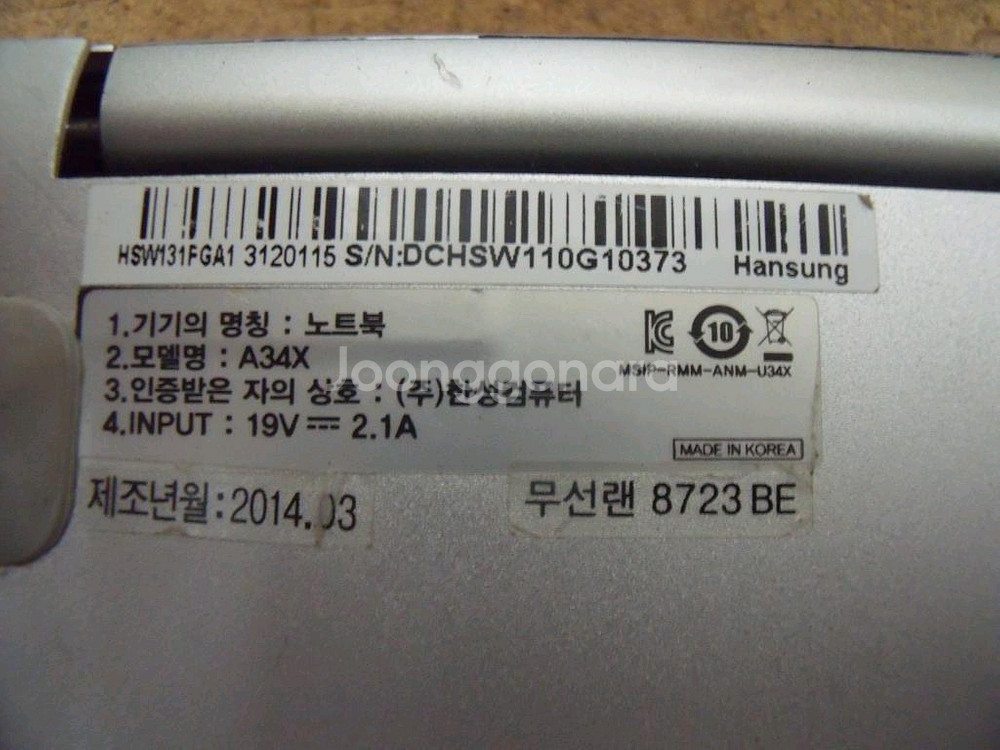 HSW131FGA1 3120115 S/N:DCHSW110G10373 Hansung
1.기기의 명칭 : 노트북
2.모델명 : A34X
3.인증받은 자의 상호 : (주)한성컴퓨터
4.INPUT : 19V ⎓ 2.1A
10
MSIP-RMM-ANM-U34X
MADE IN KOREA
Joonggonara
제조년월:2014.03
무선랜 8723 BE